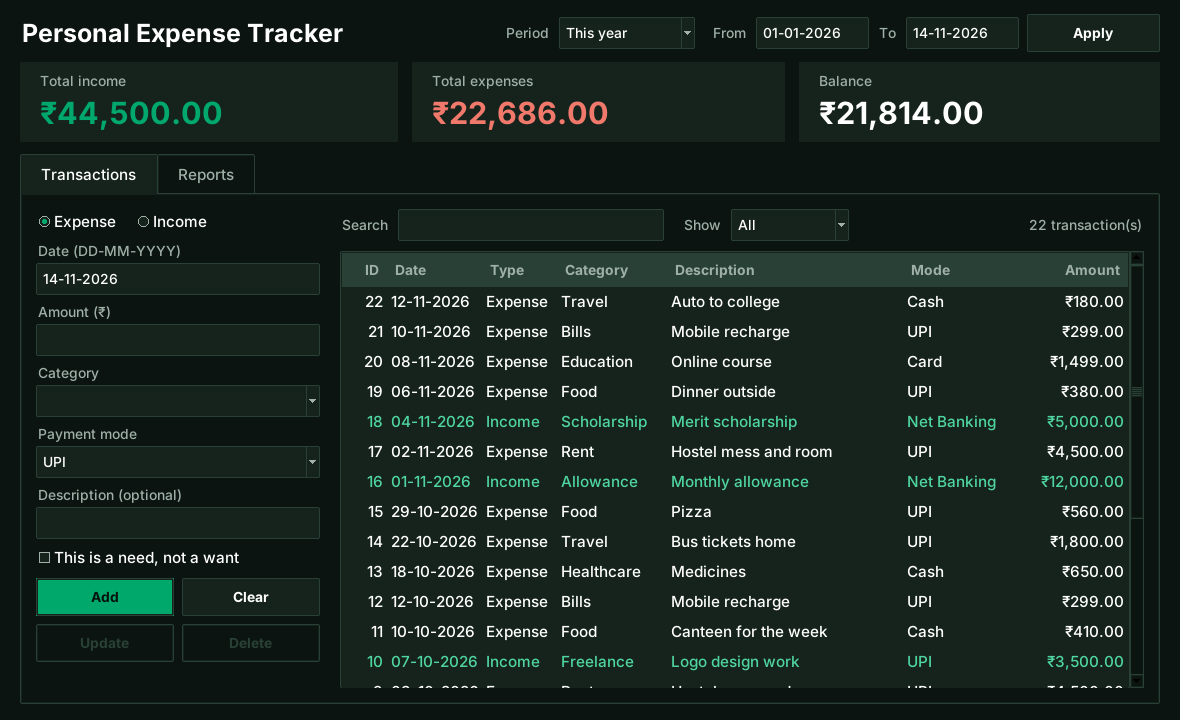 Personal Expense Tracker
Period This year From 01-01-2026 To 14-11-2026 Apply
Total income
₹44,500.00
Total expenses
₹22,686.00
Balance
₹21,814.00
Transactions Reports
Expense Income
Date (DD-MM-YYYY)
14-11-2026
Amount (₹)
Category
Payment mode
UPI
Description (optional)
This is a need, not a want
Add Clear
Update Delete
Search Show All 22 transaction(s)
ID Date Type Category Description Mode Amount
22 12-11-2026 Expense Travel Auto to college Cash ₹180.00
21 10-11-2026 Expense Bills Mobile recharge UPI ₹299.00
20 08-11-2026 Expense Education Online course Card ₹1,499.00
19 06-11-2026 Expense Food Dinner outside UPI ₹380.00
18 04-11-2026 Income Scholarship Merit scholarship Net Banking ₹5,000.00
17 02-11-2026 Expense Rent Hostel mess and room UPI ₹4,500.00
16 01-11-2026 Income Allowance Monthly allowance Net Banking ₹12,000.00
15 29-10-2026 Expense Food Pizza UPI ₹560.00
14 22-10-2026 Expense Travel Bus tickets home UPI ₹1,800.00
13 18-10-2026 Expense Healthcare Medicines Cash ₹650.00
12 12-10-2026 Expense Bills Mobile recharge UPI ₹299.00
11 10-10-2026 Expense Food Canteen for the week Cash ₹410.00
10 07-10-2026 Income Freelance Logo design work UPI ₹3,500.00